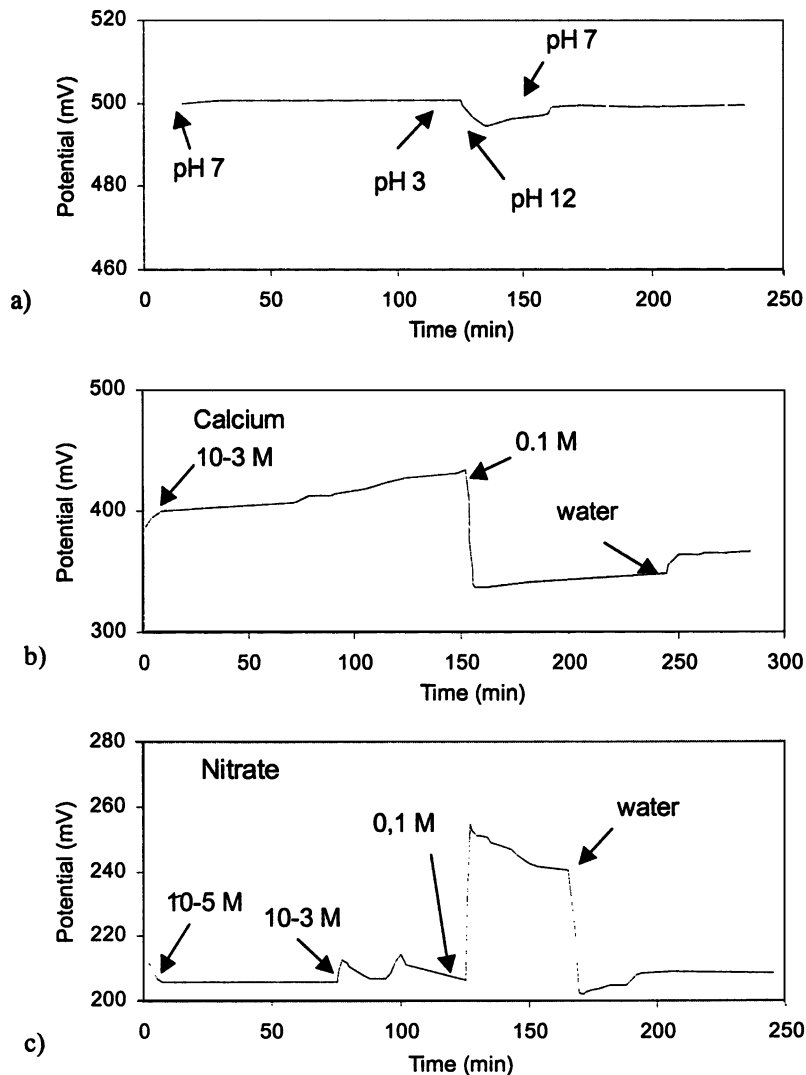 520
pH 7
500
Potential (mV)
pH 7
pH 3
pH 12
480
460
0 50 100 150 200 250
a)
Time (min)
500
Calcium
10-3 M
0.1 M
Potential (mV)
400
water
300
0 50 100 150 200 250 300
b)
Time (min)
280
Nitrate
260
0,1 M
water
Potential (mV)
240
10-5 M
10-3 M
210
200
0 50 100 150 200 250
c)
Time (min)